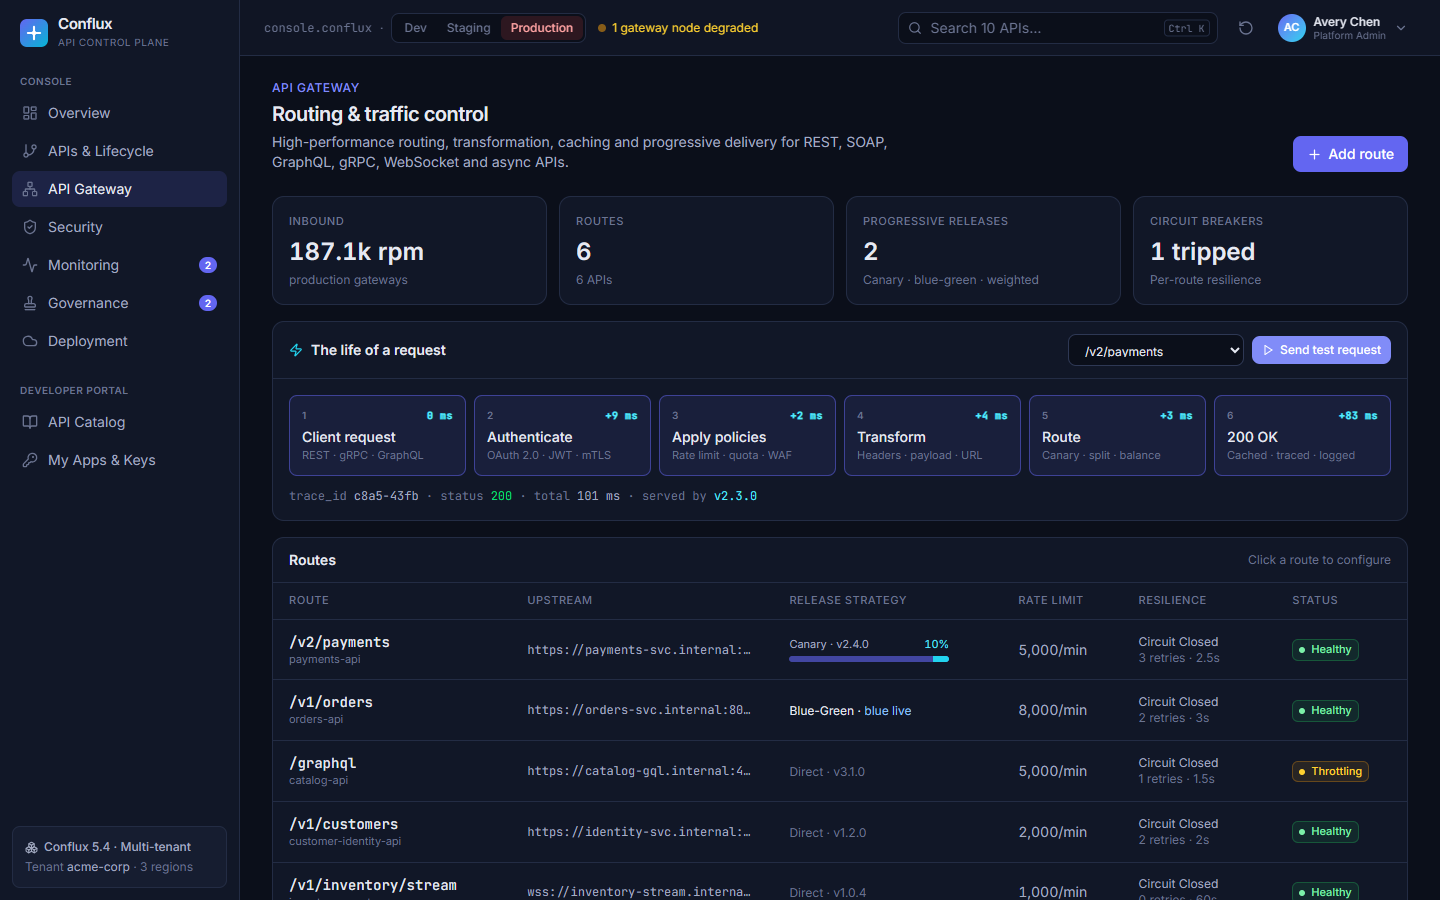 Conflux
API CONTROL PLANE
CONSOLE
Overview
APIs & Lifecycle
API Gateway
Security
Monitoring 2
Governance 2
Deployment
DEVELOPER PORTAL
API Catalog
My Apps & Keys
Conflux 5.4 · Multi-tenant
Tenant acme-corp · 3 regions
console.conflux · Dev Staging Production 1 gateway node degraded
Search 10 APIs... Ctrl K
AC Avery Chen
Platform Admin
API GATEWAY
Routing & traffic control
High-performance routing, transformation, caching and progressive delivery for REST, SOAP,
GraphQL, gRPC, WebSocket and async APIs.
Add route
INBOUND
187.1k rpm
production gateways
ROUTES
6
6 APIs
PROGRESSIVE RELEASES
2
Canary · blue-green · weighted
CIRCUIT BREAKERS
1 tripped
Per-route resilience
The life of a request
/v2/payments
Send test request
1 0 ms
Client request
REST · gRPC · GraphQL
2 +9 ms
Authenticate
OAuth 2.0 · JWT · mTLS
3 +2 ms
Apply policies
Rate limit · quota · WAF
4 +4 ms
Transform
Headers · payload · URL
5 +3 ms
Route
Canary · split · balance
6 +83 ms
200 OK
Cached · traced · logged
trace_id c8a5-43fb · status 200 · total 101 ms · served by v2.3.0
Routes
Click a route to configure
ROUTE UPSTREAM RELEASE STRATEGY RATE LIMIT RESILIENCE STATUS
/v2/payments
payments-api
https://payments-svc.internal:…
Canary · v2.4.0 10%
5,000/min
Circuit Closed
3 retries · 2.5s
Healthy
/v1/orders
orders-api
https://orders-svc.internal:80…
Blue-Green · blue live
8,000/min
Circuit Closed
2 retries · 3s
Healthy
/graphql
catalog-api
https://catalog-gql.internal:4…
Direct · v3.1.0
5,000/min
Circuit Closed
1 retries · 1.5s
Throttling
/v1/customers
customer-identity-api
https://identity-svc.internal:…
Direct · v1.2.0
2,000/min
Circuit Closed
2 retries · 2s
Healthy
/v1/inventory/stream
wss://inventory-stream.interna…
Direct · v1.0.4
1,000/min
Circuit Closed
0 retries · 60s
Healthy